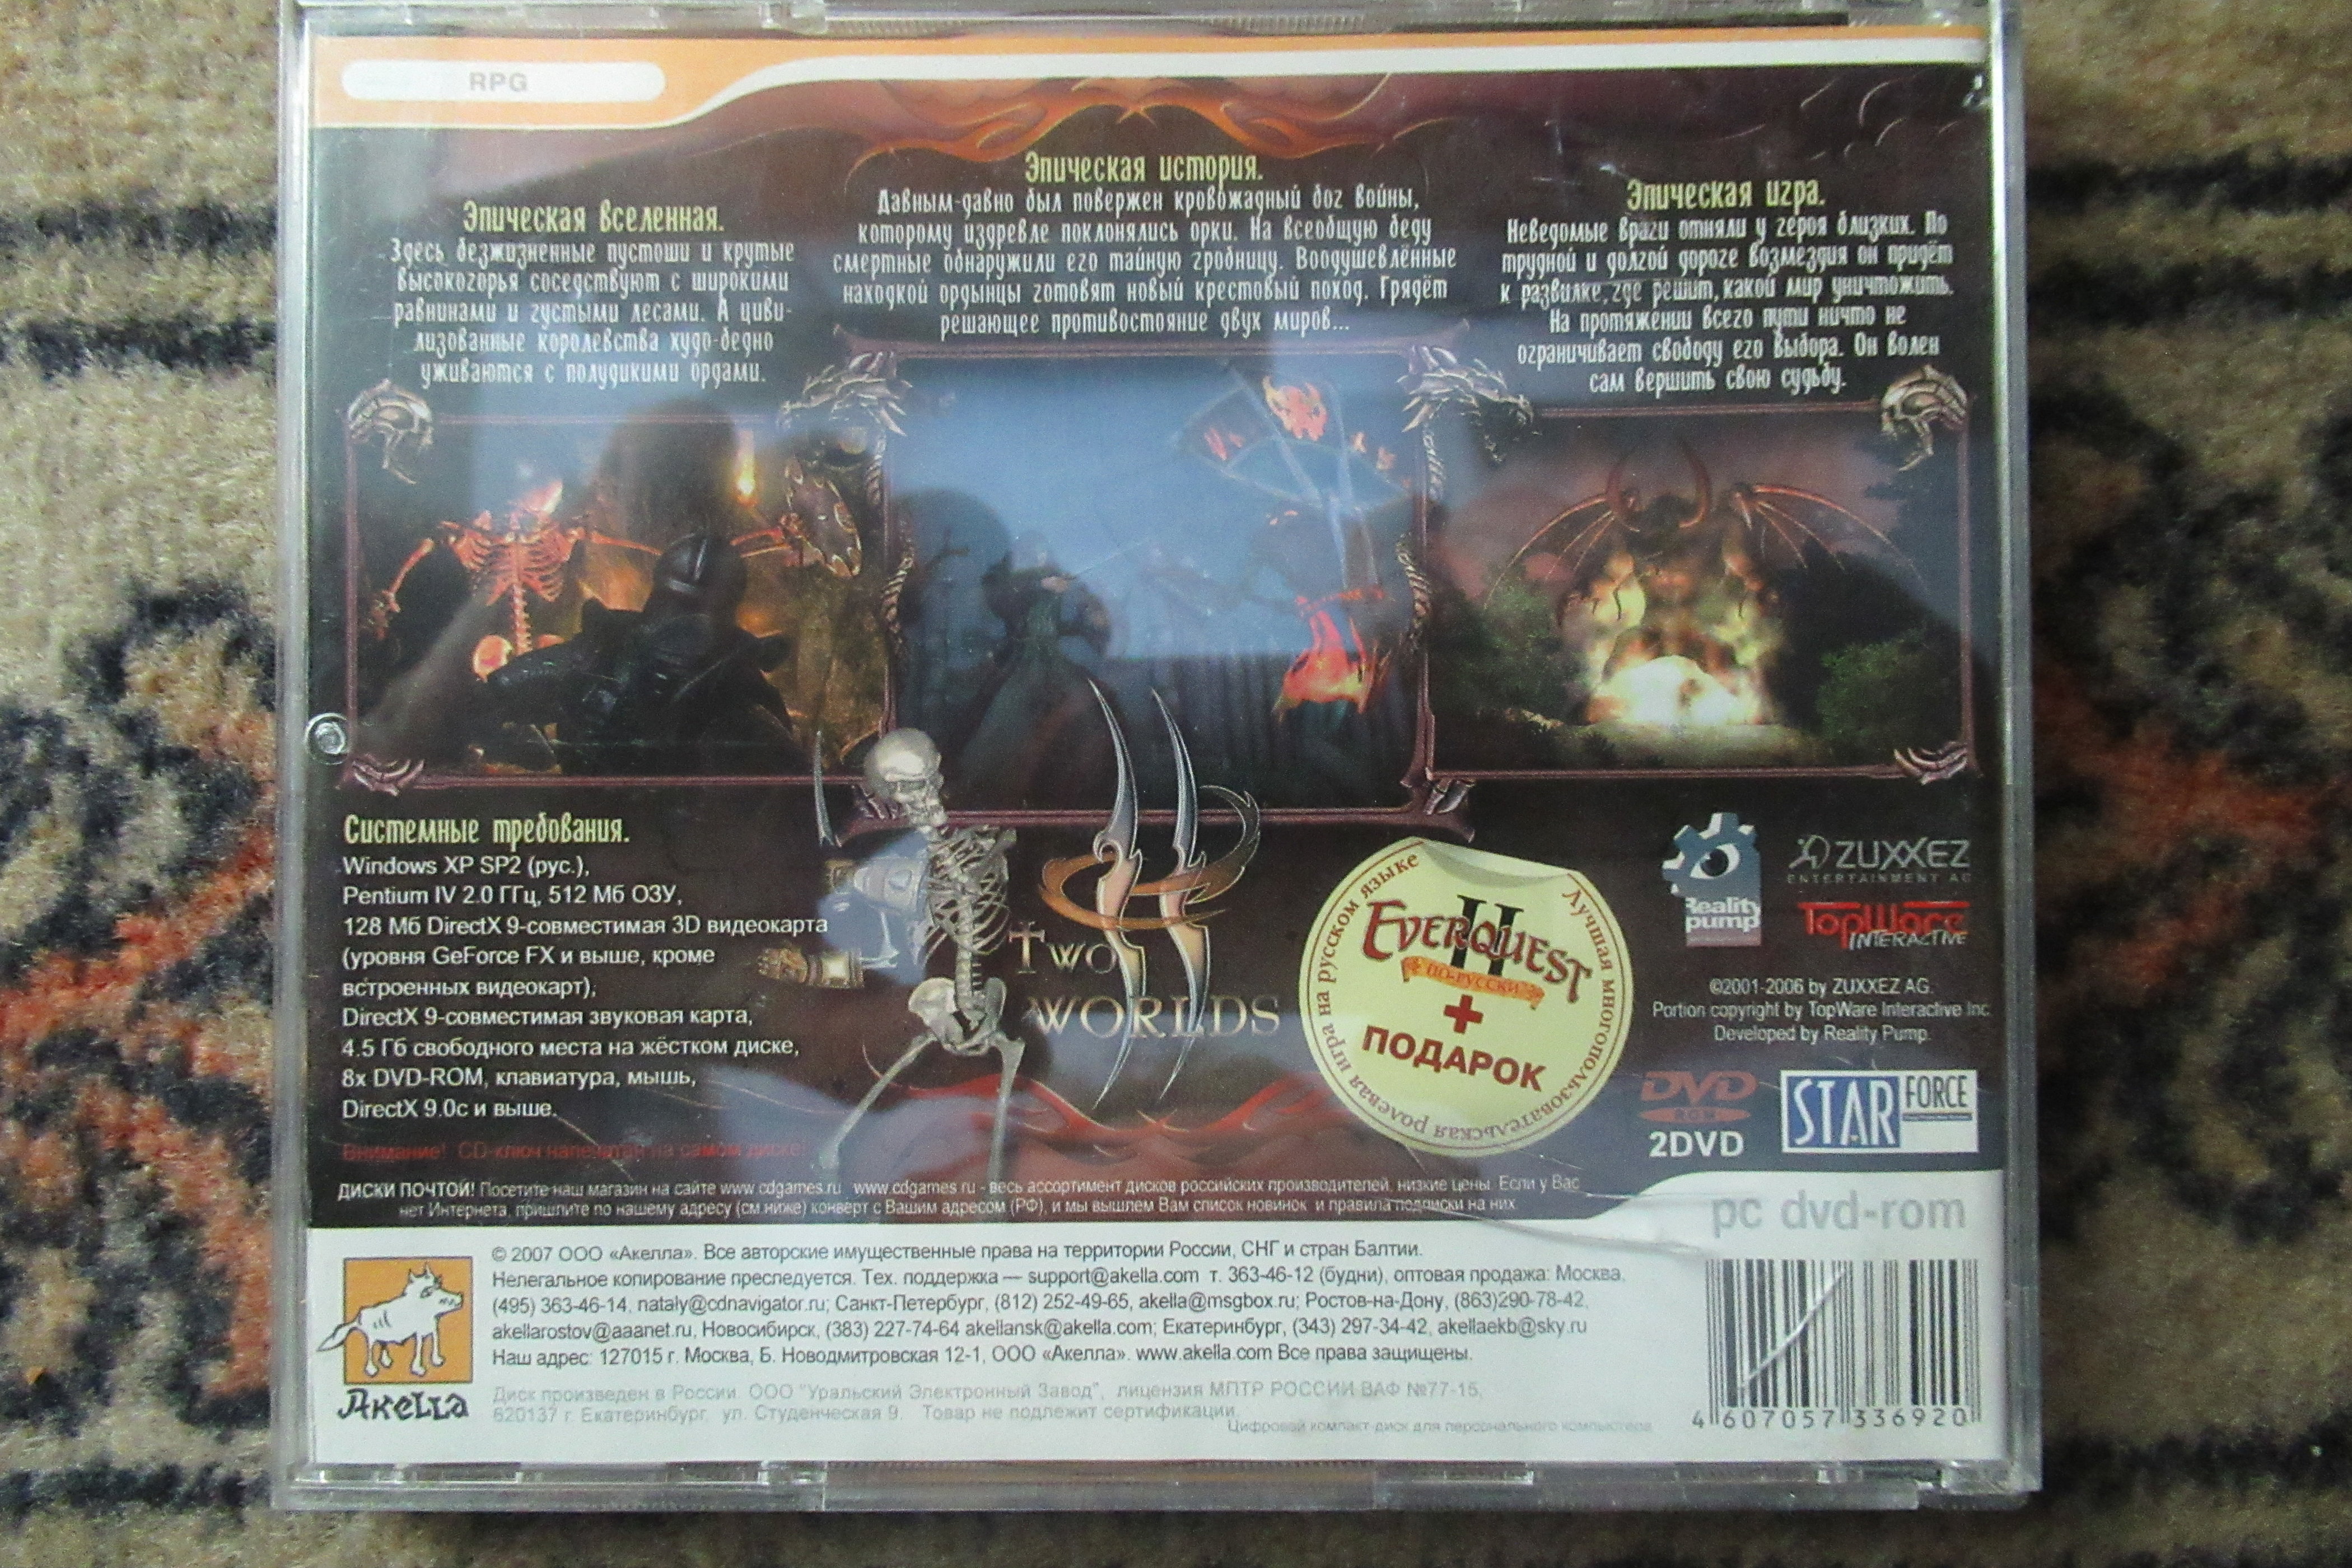 RPG
Эпическая вселенная.
Здесь безжизненные пустоши и крутые
высокогорья соседствуют с широкими
равнинами и густыми лесами. А циви-
лизованные королевства худо-бедно
уживаются с полудикими ордами.
Эпическая история.
Давным-давно был повержен кровожадный бог войны,
которому издревле поклонялись орки. На всеобщую беду
смертные обнаружили его тайную гробницу. Воодушевлённые
находкой ордынцы готовят новый крестовый поход. Грядёт
решающее противостояние двух миров...
Эпическая игра.
Неведомые враги отняли у героя близких. По
трудной и долгой дороге возмездия он придёт
к развилке, где решит, какой мир уничтожить.
На протяжении всего пути ничто не
ограничивает свободу его выбора. Он волен
сам вершить свою судьбу.
Системные требования.
Windows XP SP2 (рус.),
Pentium IV 2.0 ГГц, 512 Мб ОЗУ,
128 Мб DirectX 9-совместимая 3D видеокарта
(уровня GeForce FX и выше, кроме
встроенных видеокарт),
DirectX 9-совместимая звуковая карта,
4.5 Гб свободного места на жёстком диске,
8x DVD-ROM, клавиатура, мышь,
DirectX 9.0c и выше.
Внимание! CD-ключ напечатан на самом диске!
Two
WORLDS
Лучшая многопользовательская ролевая игра на русском языке
EVERQUEST II
ПО-РУССКИ
+
ПОДАРОК
Reality
pump
ZUXXEZ
ENTERTAINMENT AG
TOPWARE
INTERACTIVE
©2001-2006 by ZUXXEZ AG.
Portion copyright by TopWare Interactive Inc.
Developed by Reality Pump.
DVD
ROM
2DVD
STAR FORCE
ДИСКИ ПОЧТОЙ! Посетите наш магазин на сайте www.cdgames.ru www.cdgames.ru - весь ассортимент дисков российских производителей, низкие цены. Если у Вас
нет Интернета, пришлите по нашему адресу (см.ниже) конверт с Вашим адресом (РФ), и мы вышлем Вам список новинок и правила подписки на них.
pc dvd-rom
Акелла
© 2007 ООО «Акелла». Все авторские имущественные права на территории России, СНГ и стран Балтии.
Нелегальное копирование преследуется. Тех. поддержка — support@akella.com т. 363-46-12 (будни), оптовая продажа: Москва,
(495) 363-46-14, nataly@cdnavigator.ru; Санкт-Петербург, (812) 252-49-65, akella@msgbox.ru; Ростов-на-Дону, (863)290-78-42,
akellarostov@aaanet.ru, Новосибирск, (383) 227-74-64 akellansk@akella.com; Екатеринбург, (343) 297-34-42, akellaekb@sky.ru
Наш адрес: 127015 г. Москва, Б. Новодмитровская 12-1, ООО «Акелла». www.akella.com Все права защищены.
Диск произведен в России. ООО "Уральский Электронный Завод", лицензия МПТР РОССИИ ВАФ №77-15,
620137 г. Екатеринбург, ул. Студенческая 9. Товар не подлежит сертификации.
Цифровой компакт-диск для персонального компьютера
4 607057 336920